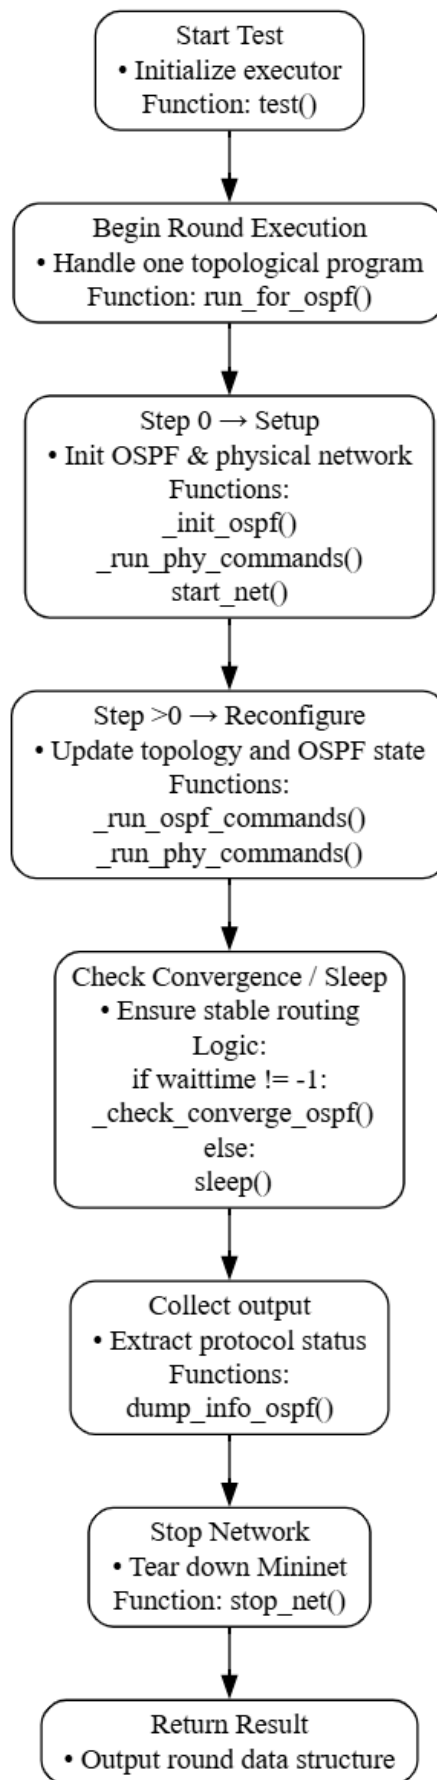 Start Test
• Initialize executor
Function: test()
Begin Round Execution
• Handle one topological program
Function: run_for_ospf()
Step 0 → Setup
• Init OSPF & physical network
Functions:
_init_ospf()
_run_phy_commands()
start_net()
Step >0 → Reconfigure
• Update topology and OSPF state
Functions:
_run_ospf_commands()
_run_phy_commands()
Check Convergence / Sleep
• Ensure stable routing
Logic:
if waittime != -1:
_check_converge_ospf()
else:
sleep()
Collect output
• Extract protocol status
Functions:
dump_info_ospf()
Stop Network
• Tear down Mininet
Function: stop_net()
Return Result
• Output round data structure